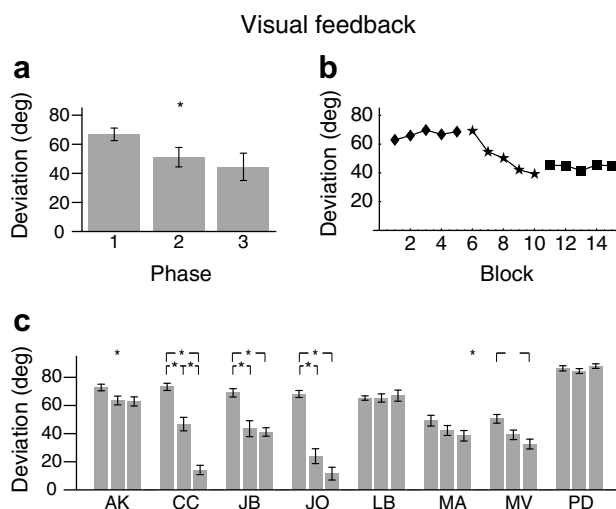 Visual feedback
a
b
Deviation (deg)
80
60
40
20
0
*
1 2 3
Phase
Deviation (deg)
80
60
40
20
2 4 6 8 10 12 14
Block
c
Deviation (deg)
80
60
40
20
0
* * * * * * * * * *
AK CC JB JO LB MA MV PD